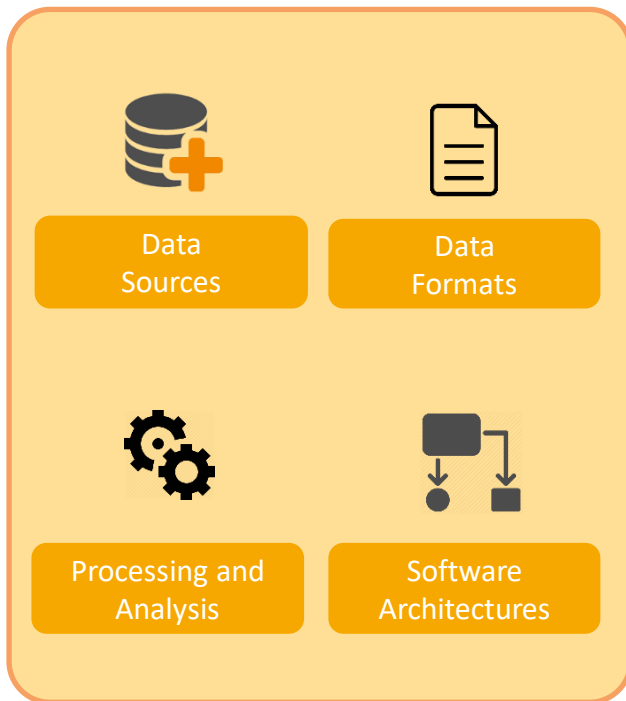 Data
Sources
Data
Formats
Processing and
Analysis
Software
Architectures